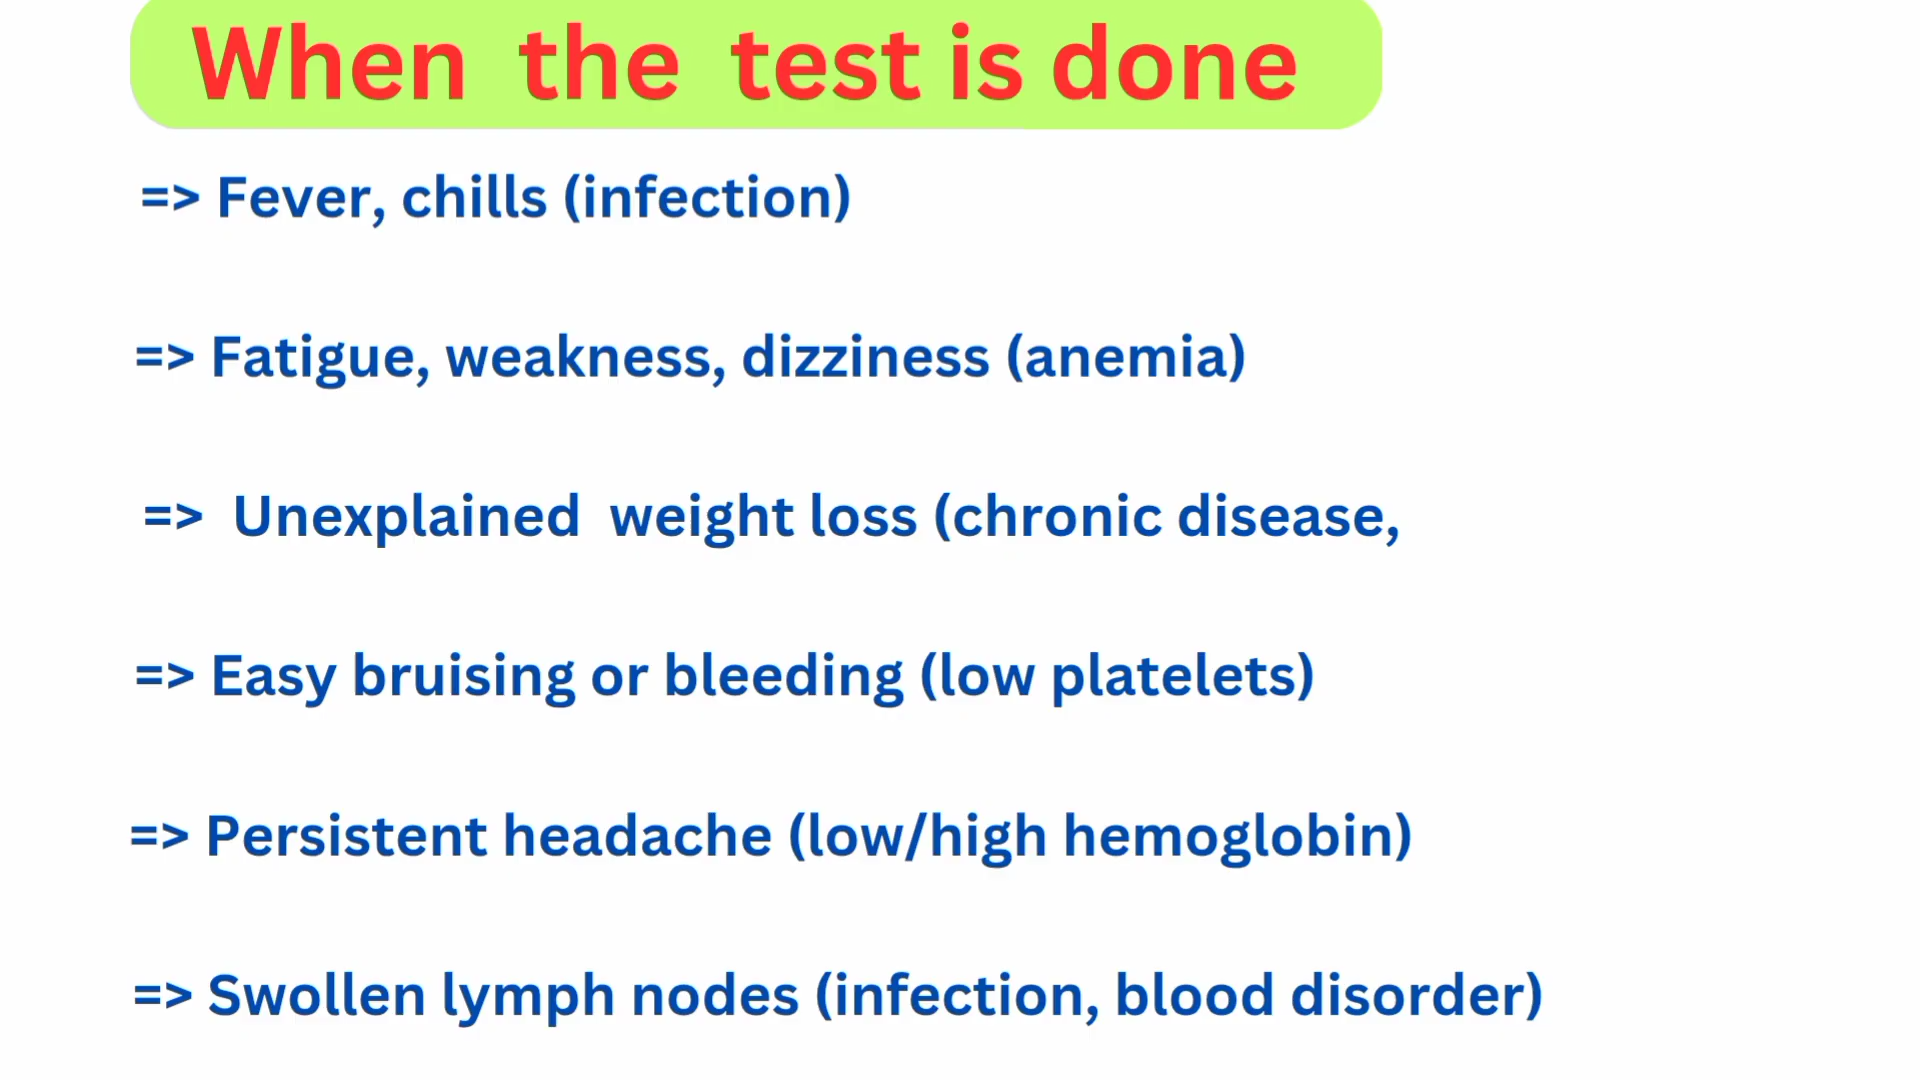 When the test is done
=> Fever, chills (infection)
=> Fatigue, weakness, dizziness (anemia)
=> Unexplained weight loss (chronic disease,
=> Easy bruising or bleeding (low platelets)
=> Persistent headache (low/high hemoglobin)
=> Swollen lymph nodes (infection, blood disorder)